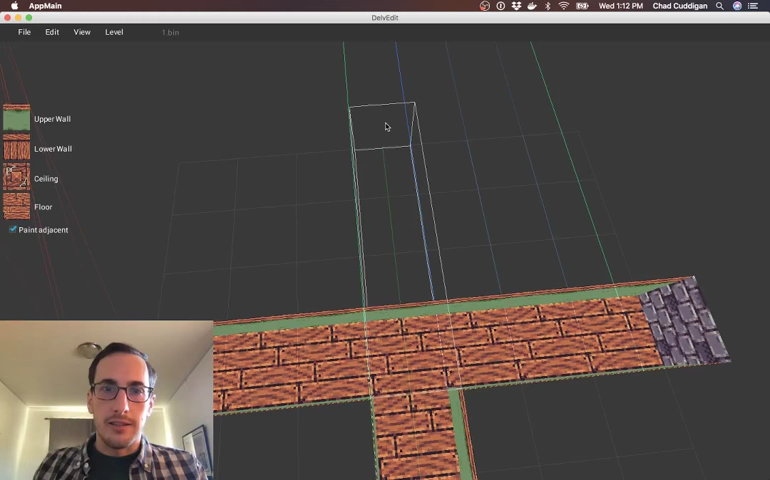 AppMain
Wed 1:12 PM Chad Cuddigan
DeivEdit
File Edit View Level 1.bin
Upper Wall
Lower Wall
Ceiling
Floor
Paint adjacent